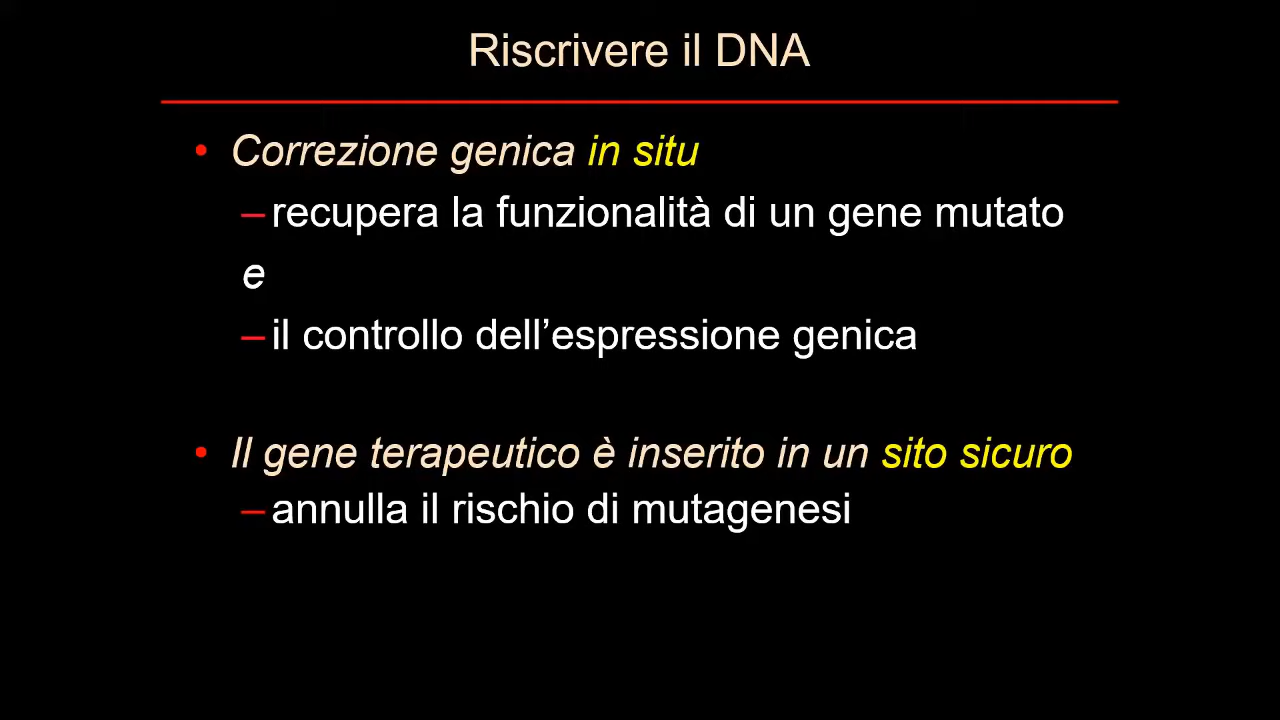 Riscrivere il DNA
• Correzione genica in situ
–recupera la funzionalità di un gene mutato
e
–il controllo dell’espressione genica
• Il gene terapeutico è inserito in un sito sicuro
–annulla il rischio di mutagenesi